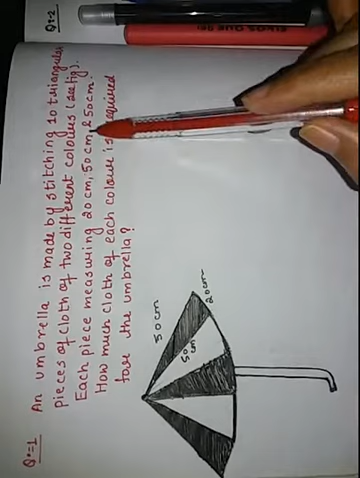 Q:-1 An umbrella is made by stitching 10 triangular
pieces of cloth of two different colours (see fig).
Each piece measuring 20 cm, 50 cm & 50 cm
How much cloth of each colour is required
for the umbrella?
50 cm
50 cm
20 cm
Q:-2